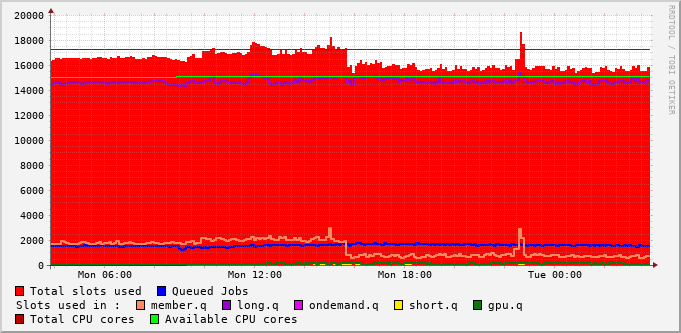 20000
18000
16000
14000
12000
10000
8000
6000
4000
2000
0
Mon 06:00 Mon 12:00 Mon 18:00 Tue 00:00
RRDTOOL / TOBI OETIKER
Total slots used Queued Jobs
Slots used in : member.q long.q ondemand.q short.q gpu.q
Total CPU cores Available CPU cores